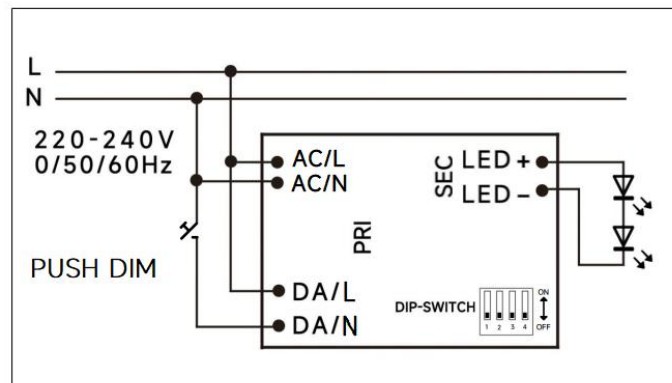 L
N
220-240V
0/50/60Hz
AC/L
AC/N
SEC
LED +
LED -
PRI
PUSH DIM
DA/L
DA/N
DIP-SWITCH
ON
1 2 3 4
OFF